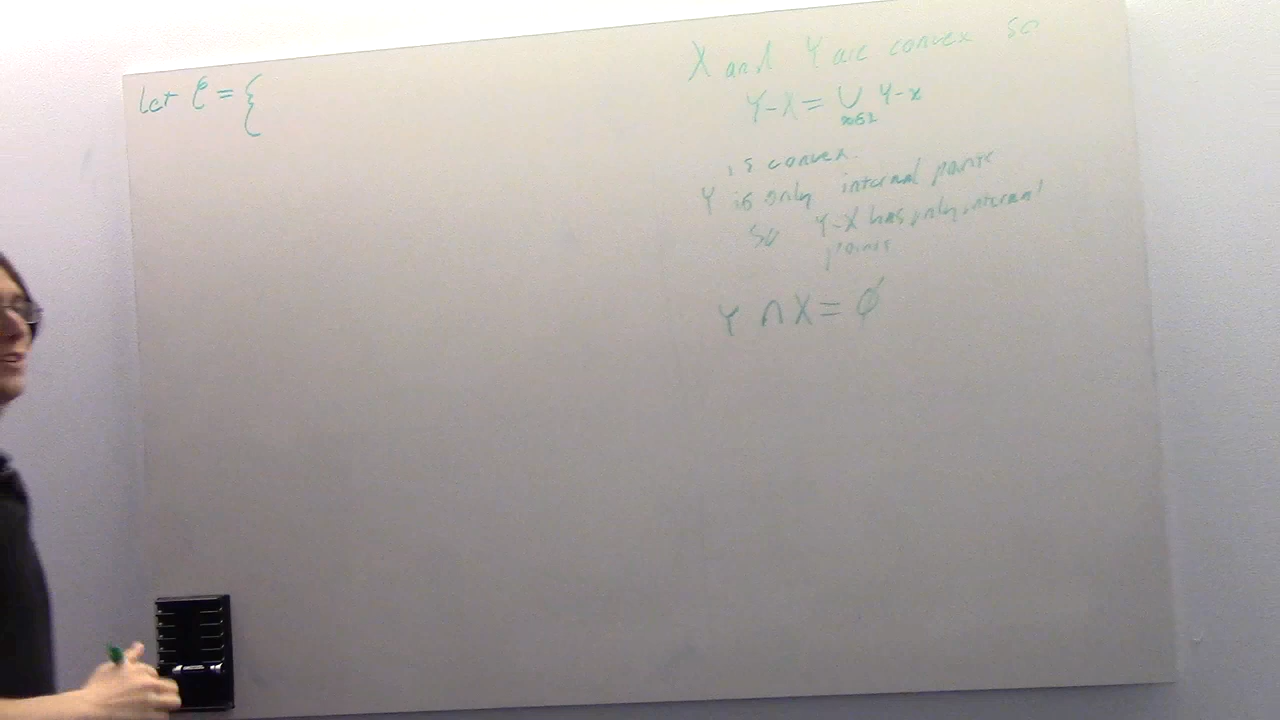 Let C = {
X and Y are convex so
Y-X = ∪ Y-x
x∈X
is convex.
Y is only internal points
so Y-X has only internal
points
Y ∩ X = ∅